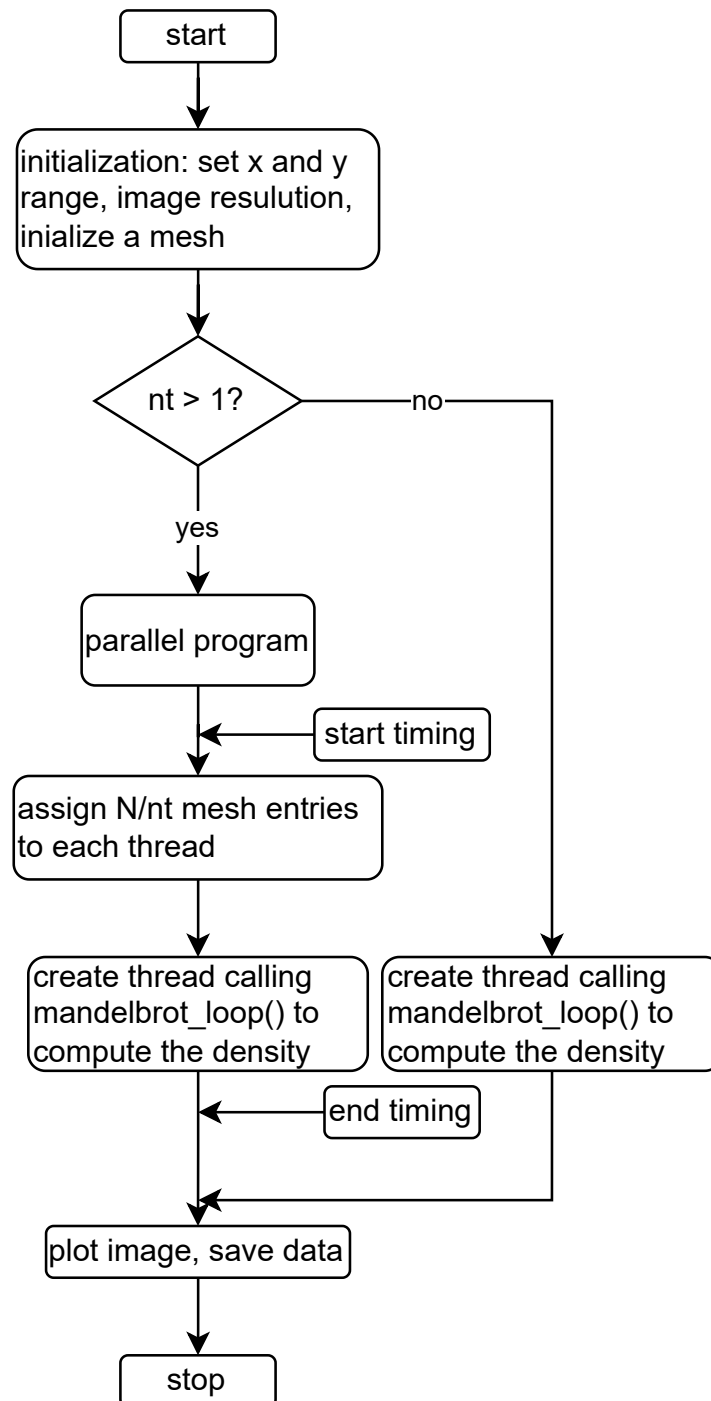 start
initialization: set x and y
range, image resulution,
inialize a mesh
nt > 1?
no
yes
parallel program
start timing
assign N/nt mesh entries
to each thread
create thread calling
mandelbrot_loop() to
compute the density
create thread calling
mandelbrot_loop() to
compute the density
end timing
plot image, save data
stop